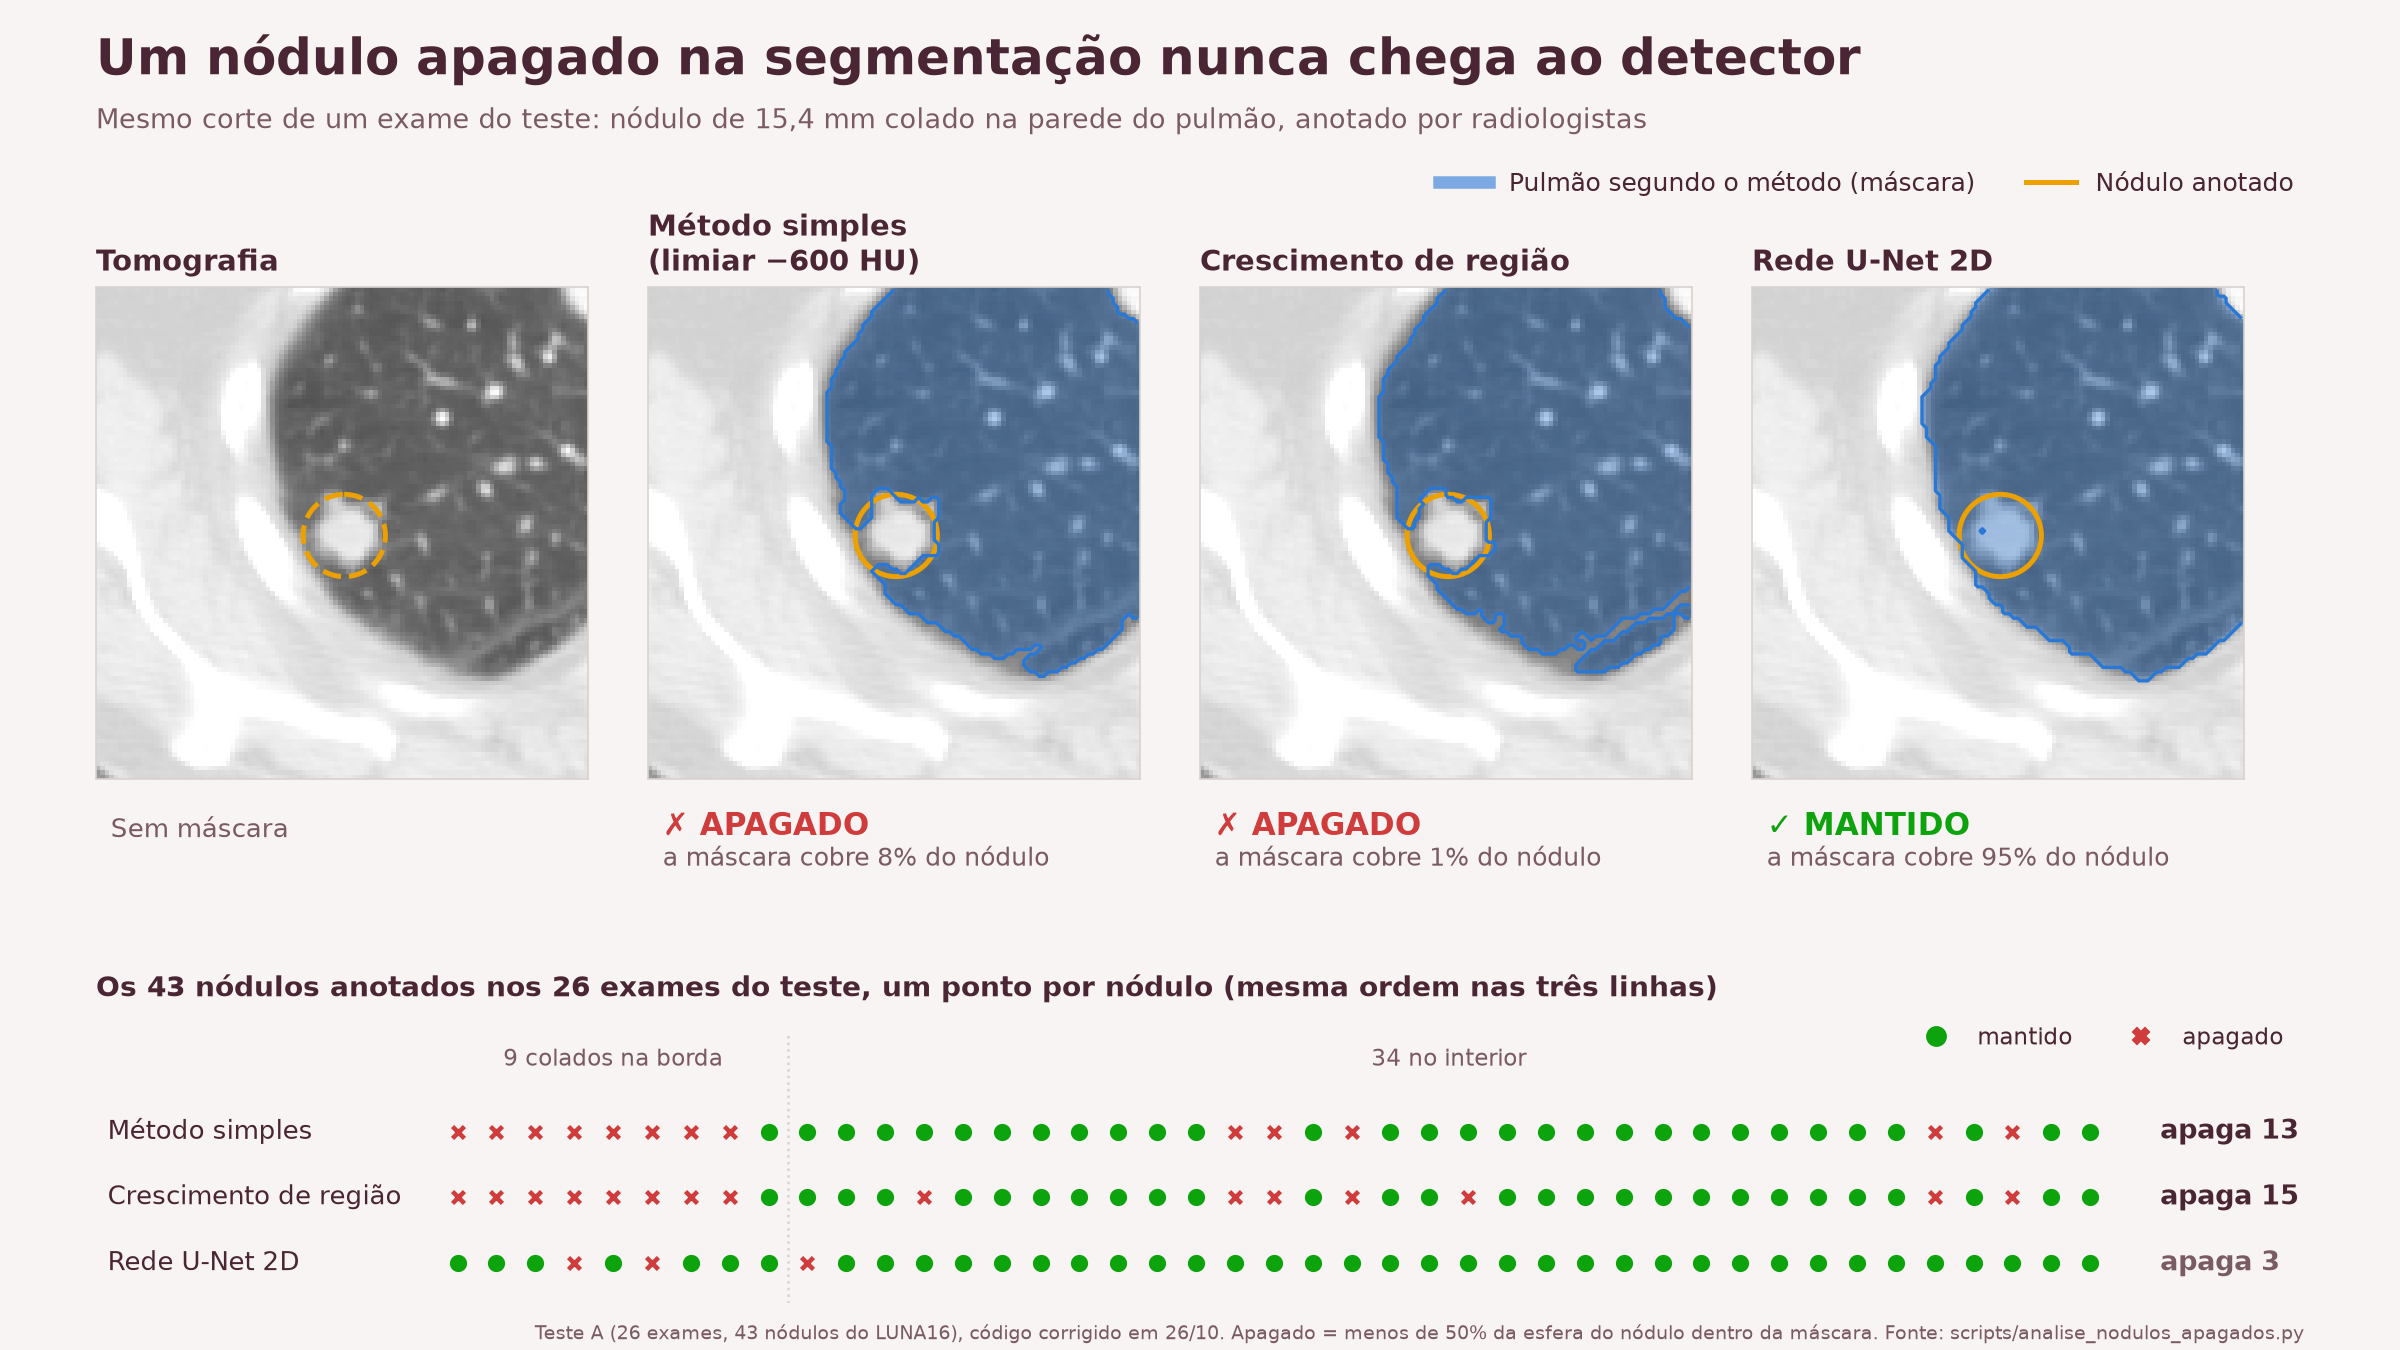 Um nódulo apagado na segmentação nunca chega ao detector
Mesmo corte de um exame do teste: nódulo de 15,4 mm colado na parede do pulmão, anotado por radiologistas
Pulmão segundo o método (máscara)
Nódulo anotado
Tomografia
Método simples
(limiar −600 HU)
Crescimento de região
Rede U-Net 2D
Sem máscara
✗ APAGADO
a máscara cobre 8% do nódulo
✗ APAGADO
a máscara cobre 1% do nódulo
✓ MANTIDO
a máscara cobre 95% do nódulo
Os 43 nódulos anotados nos 26 exames do teste, um ponto por nódulo (mesma ordem nas três linhas)
mantido
apagado
9 colados na borda
34 no interior
Método simples
apaga 13
Crescimento de região
apaga 15
Rede U-Net 2D
apaga 3
Teste A (26 exames, 43 nódulos do LUNA16), código corrigido em 26/10. Apagado = menos de 50% da esfera do nódulo dentro da máscara. Fonte: scripts/analise_nodulos_apagados.py